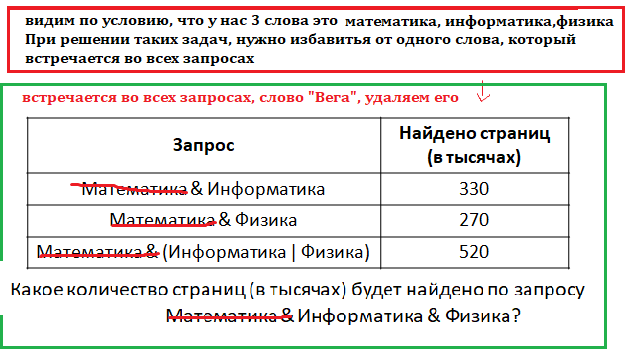 видим по условию, что у нас 3 слова это математика, информатика,физика
При решении таких задач, нужно избавитья от одного слова, который
встречается во всех запросах
встречается во всех запросах, слово "Вега", удаляем его
Запрос Найдено страниц (в тысячах)
Математика & Информатика 330
Математика & Физика 270
Математика & (Информатика | Физика) 520
Какое количество страниц (в тысячах) будет найдено по запросу
Математика & Информатика & Физика?